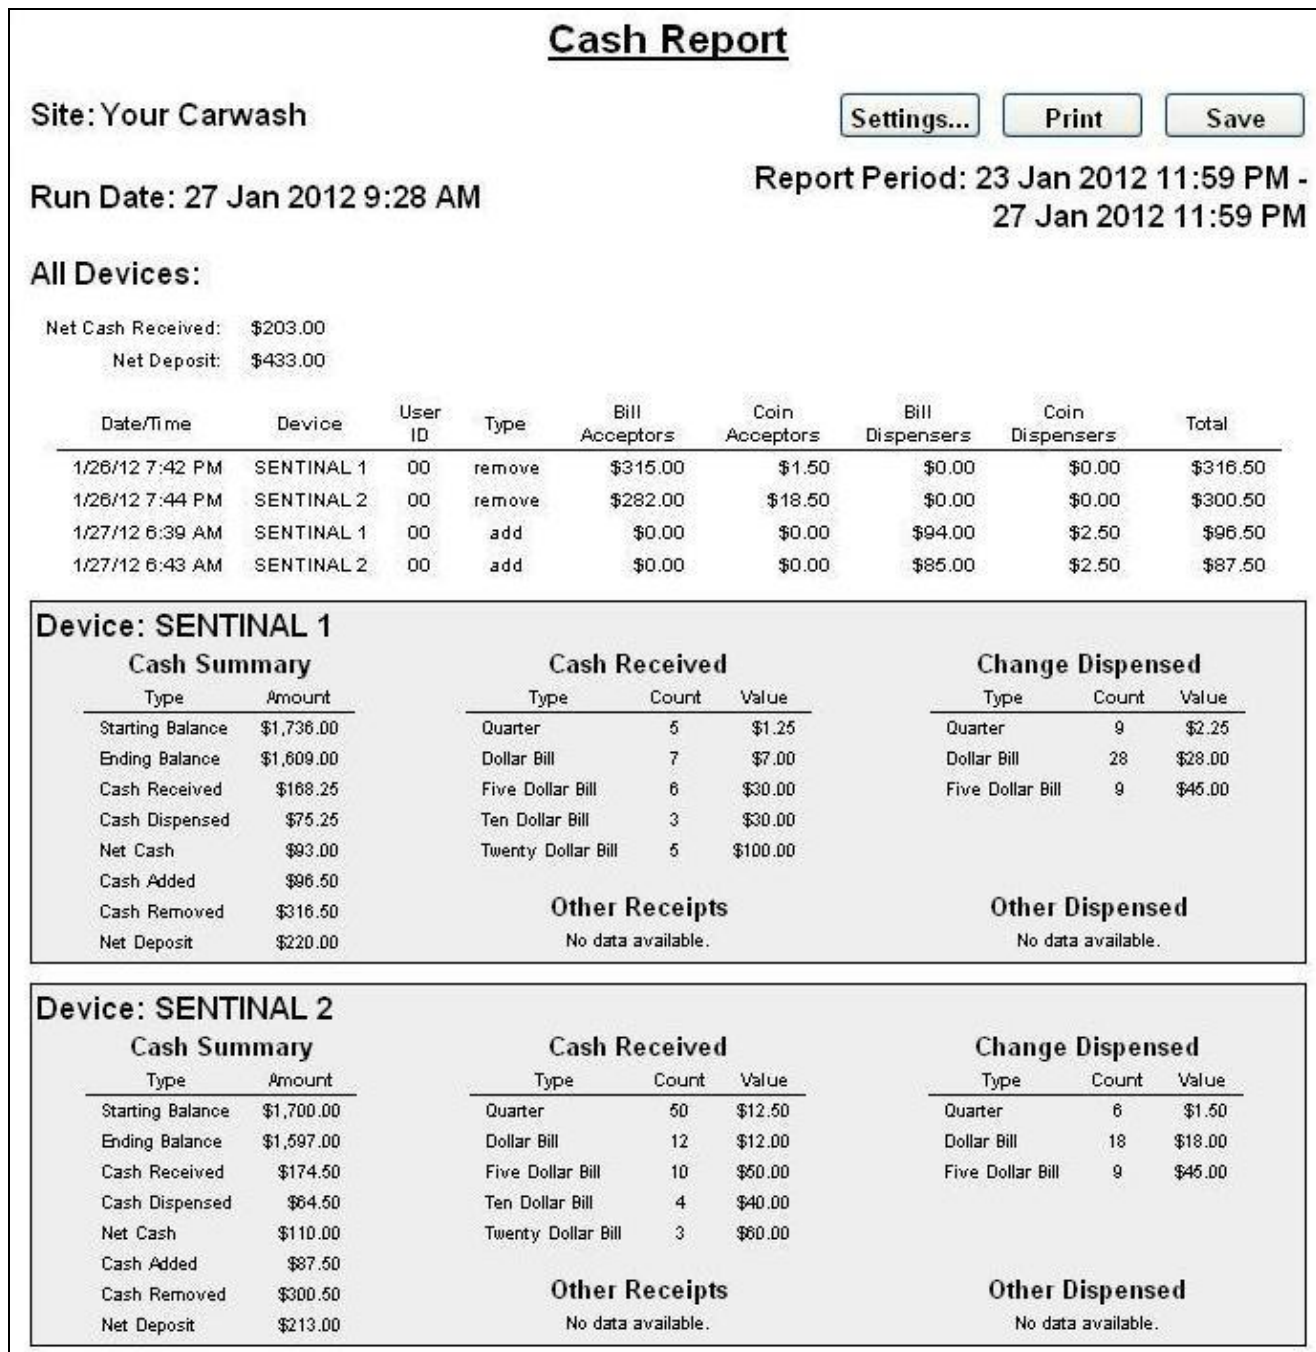 Cash Report
Site: Your Carwash
Settings... Print Save
Run Date: 27 Jan 2012 9:28 AM
Report Period: 23 Jan 2012 11:59 PM -
27 Jan 2012 11:59 PM
All Devices:
Net Cash Received: $203.00
Net Deposit: $433.00
Date/Time Device User ID Type Bill Acceptors Coin Acceptors Bill Dispensers Coin Dispensers Total
1/26/12 7:42 PM SENTINAL 1 00 remove $315.00 $1.50 $0.00 $0.00 $316.50
1/26/12 7:44 PM SENTINAL 2 00 remove $282.00 $18.50 $0.00 $0.00 $300.50
1/27/12 6:39 AM SENTINAL 1 00 add $0.00 $0.00 $94.00 $2.50 $96.50
1/27/12 6:43 AM SENTINAL 2 00 add $0.00 $0.00 $85.00 $2.50 $87.50
Device: SENTINAL 1
Cash Summary
Type Amount
Starting Balance $1,736.00
Ending Balance $1,609.00
Cash Received $168.25
Cash Dispensed $75.25
Net Cash $93.00
Cash Added $96.50
Cash Removed $316.50
Net Deposit $220.00
Cash Received
Type Count Value
Quarter 5 $1.25
Dollar Bill 7 $7.00
Five Dollar Bill 6 $30.00
Ten Dollar Bill 3 $30.00
Twenty Dollar Bill 5 $100.00
Other Receipts
No data available.
Change Dispensed
Type Count Value
Quarter 9 $2.25
Dollar Bill 28 $28.00
Five Dollar Bill 9 $45.00
Other Dispensed
No data available.
Device: SENTINAL 2
Cash Summary
Type Amount
Starting Balance $1,700.00
Ending Balance $1,597.00
Cash Received $174.50
Cash Dispensed $64.50
Net Cash $110.00
Cash Added $87.50
Cash Removed $300.50
Net Deposit $213.00
Cash Received
Type Count Value
Quarter 50 $12.50
Dollar Bill 12 $12.00
Five Dollar Bill 10 $50.00
Ten Dollar Bill 4 $40.00
Twenty Dollar Bill 3 $60.00
Other Receipts
No data available.
Change Dispensed
Type Count Value
Quarter 6 $1.50
Dollar Bill 18 $18.00
Five Dollar Bill 9 $45.00
Other Dispensed
No data available.